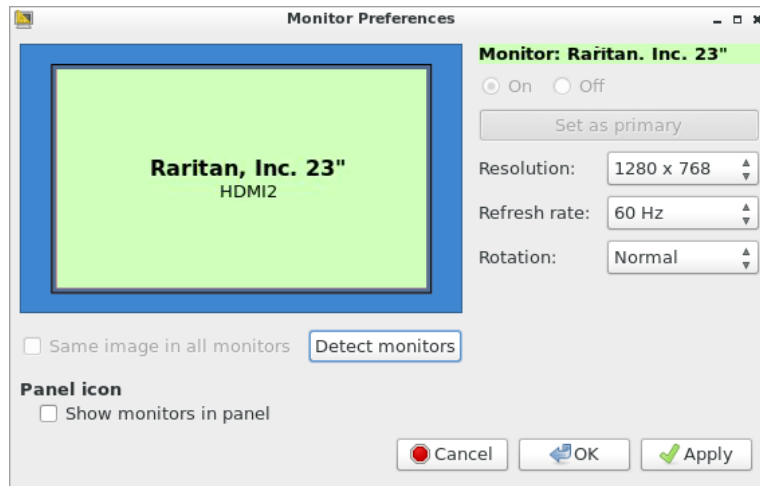 Monitor Preferences
Raritan, Inc. 23"
HDMI2
Same image in all monitors
Detect monitors
Panel icon
Show monitors in panel
Monitor: Raritan. Inc. 23"
On
Off
Set as primary
Resolution:
1280 x 768
Refresh rate:
60 Hz
Rotation:
Normal
Cancel
OK
Apply